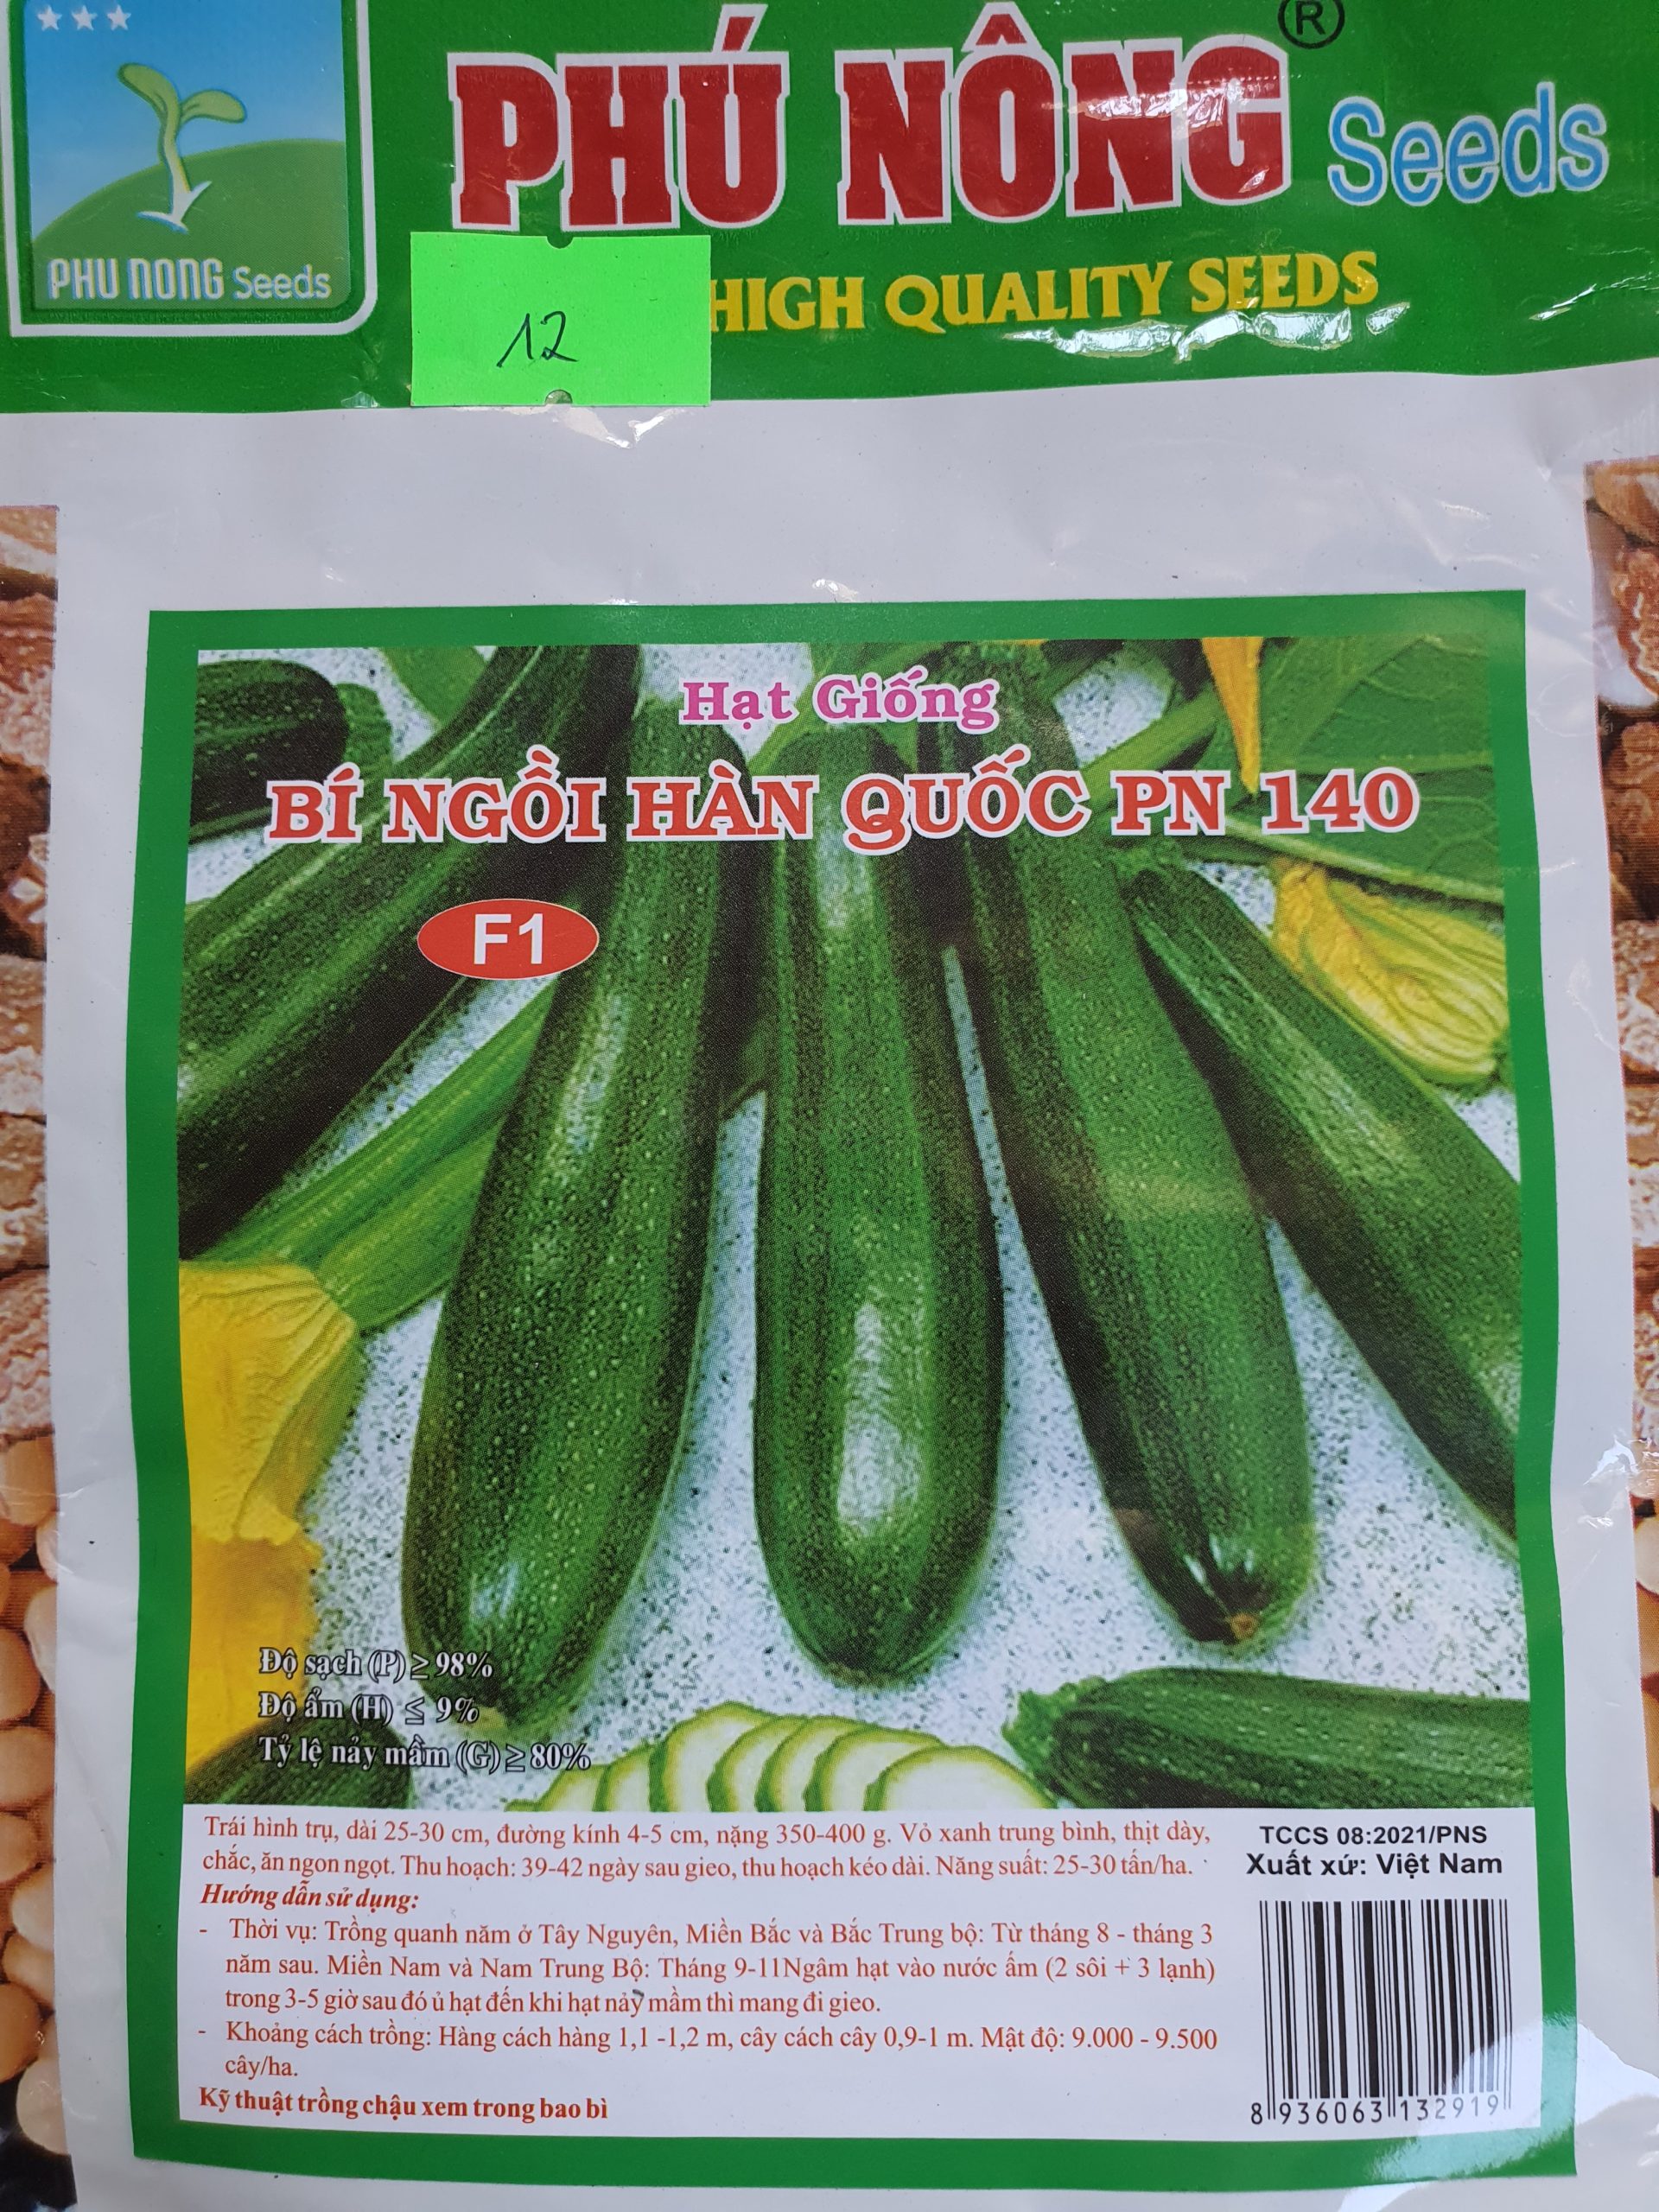 PHU NONG Seeds
PHÚ NÔNG ® Seeds
HIGH QUALITY SEEDS
12
Hạt Giống
BÍ NGỒI HÀN QUỐC PN 140
F1
Độ sạch (P) ≥ 98%
Độ ẩm (H) ≤ 9%
Tỷ lệ nảy mầm (G) ≥ 80%
Trái hình trụ, dài 25-30 cm, đường kính 4-5 cm, nặng 350-400 g. Vỏ xanh trung bình, thịt dày,
chắc, ăn ngon ngọt. Thu hoạch: 39-42 ngày sau gieo, thu hoạch kéo dài. Năng suất: 25-30 tấn/ha.
Hướng dẫn sử dụng:
- Thời vụ: Trồng quanh năm ở Tây Nguyên, Miền Bắc và Bắc Trung bộ: Từ tháng 8 - tháng 3
năm sau. Miền Nam và Nam Trung Bộ: Tháng 9-11Ngâm hạt vào nước ấm (2 sôi + 3 lạnh)
trong 3-5 giờ sau đó ủ hạt đến khi hạt nảy mầm thì mang đi gieo.
- Khoảng cách trồng: Hàng cách hàng 1,1 -1,2 m, cây cách cây 0,9-1 m. Mật độ: 9.000 - 9.500
cây/ha.
Kỹ thuật trồng chậu xem trong bao bì
TCCS 08:2021/PNS
Xuất xứ: Việt Nam
8 936063 132919